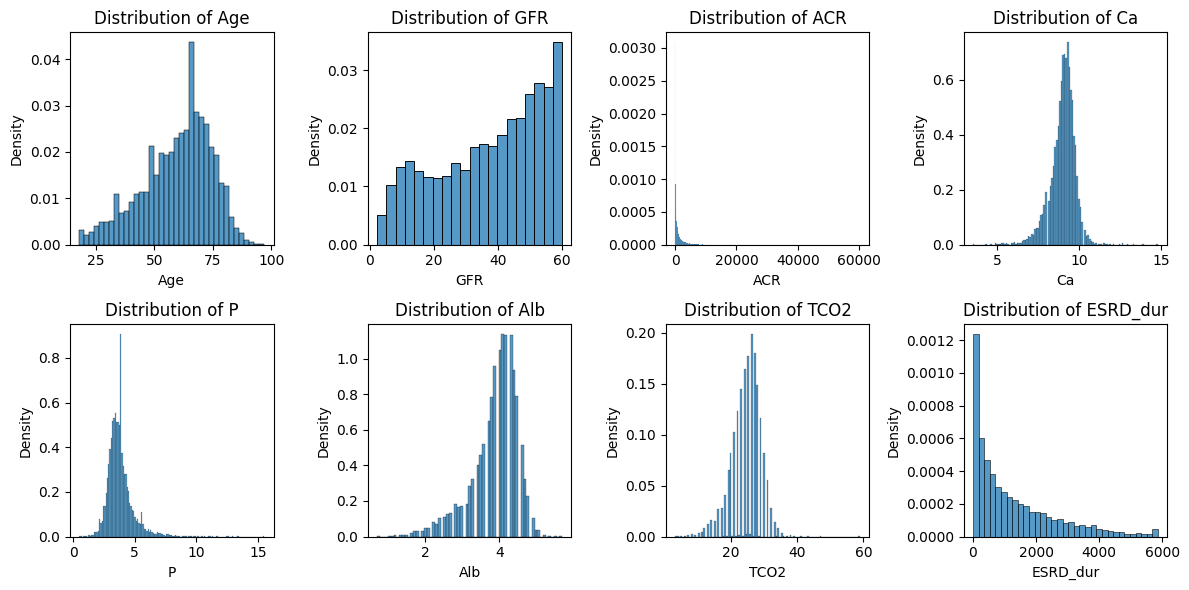 Distribution of Age
Density
0.04
0.03
0.02
0.01
0.00
25 50 75 100
Age
Distribution of GFR
Density
0.03
0.02
0.01
0.00
0 20 40 60
GFR
Distribution of ACR
Density
0.0030
0.0025
0.0020
0.0015
0.0010
0.0005
0.0000
0 20000 40000 60000
ACR
Distribution of Ca
Density
0.6
0.4
0.2
0.0
5 10 15
Ca
Distribution of P
Density
0.8
0.6
0.4
0.2
0.0
0 5 10 15
P
Distribution of Alb
Density
1.0
0.8
0.6
0.4
0.2
0.0
2 4
Alb
Distribution of TCO2
Density
0.20
0.15
0.10
0.05
0.00
20 40 60
TCO2
Distribution of ESRD_dur
Density
0.0012
0.0010
0.0008
0.0006
0.0004
0.0002
0.0000
0 2000 4000 6000
ESRD_dur